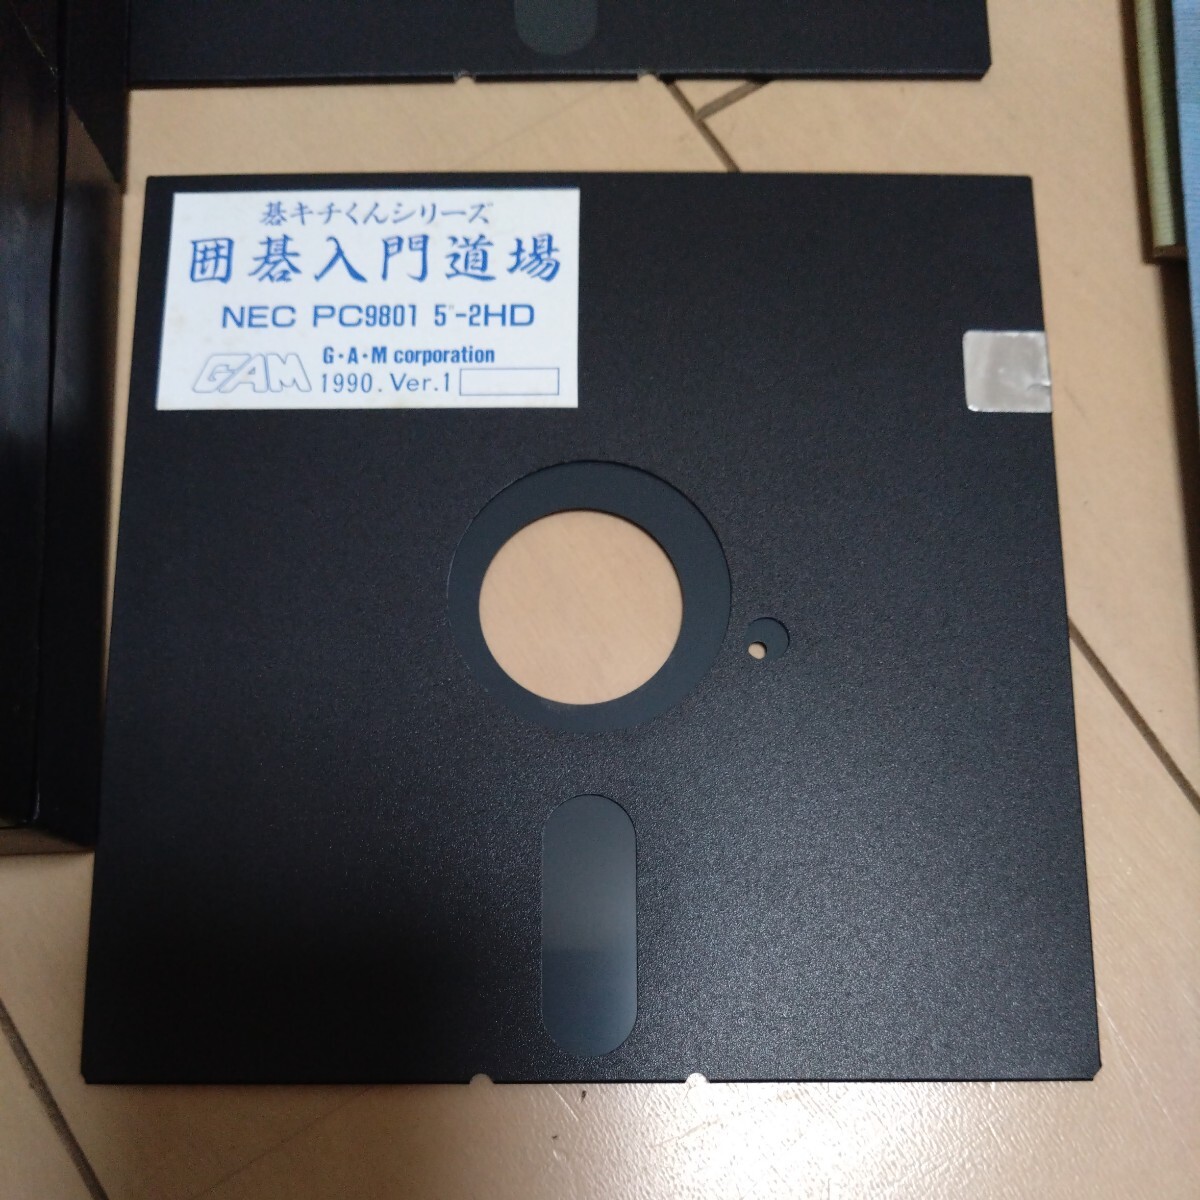 碁キチくんシリーズ
囲碁入門道場
NEC PC9801 5"-2HD
GAM G・A・M corporation
1990. Ver.1